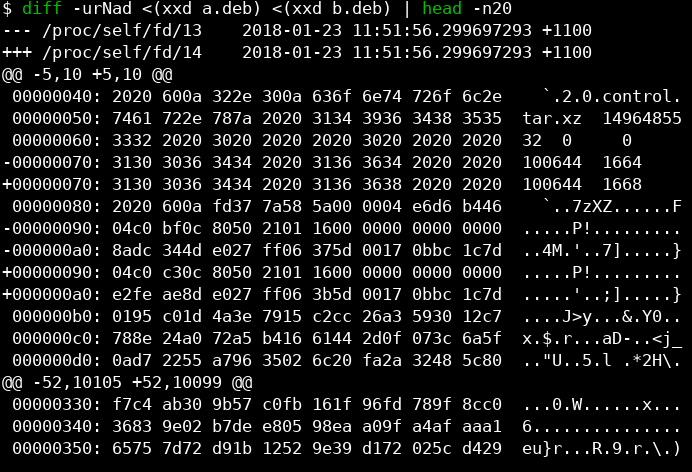 $ diff -urNad <(xxd a.deb) <(xxd b.deb) | head -n20
--- /proc/self/fd/13    2018-01-23 11:51:56.299697293 +1100
+++ /proc/self/fd/14    2018-01-23 11:51:56.299697293 +1100
@@ -5,10 +5,10 @@
 00000040: 2020 600a 322e 300a 636f 6e74 726f 6c2e    `.2.0.control.
 00000050: 7461 722e 787a 2020 3134 3936 3438 3535  tar.xz  14964855
 00000060: 3332 2020 3020 2020 2020 3020 2020 2020  32  0     0
-00000070: 3130 3036 3434 2020 3136 3634 2020 2020  100644  1664
+00000070: 3130 3036 3434 2020 3136 3638 2020 2020  100644  1668
 00000080: 2020 600a fd37 7a58 5a00 0004 e6d6 b446    `..7zXZ......F
-00000090: 04c0 bf0c 8050 2101 1600 0000 0000 0000  .....P!.........
-000000a0: 8adc 344d e027 ff06 375d 0017 0bbc 1c7d  ..4M.'..7].....}
+00000090: 04c0 c30c 8050 2101 1600 0000 0000 0000  .....P!.........
+000000a0: e2fe ae8d e027 ff06 3b5d 0017 0bbc 1c7d  .....'..;].....}
 000000b0: 0195 c01d 4a3e 7915 c2cc 26a3 5930 12c7  ....J>y...&.Y0..
 000000c0: 788e 24a0 72a5 b416 6144 2d0f 073c 6a5f  x.$.r...aD-..<j_
 000000d0: 0ad7 2255 a796 3502 6c20 fa2a 3248 5c80  .."U..5.l .*2H\.
@@ -52,10105 +52,10099 @@
 00000330: f7c4 ab30 9b57 c0fb 161f 96fd 789f 8cc0  ...0.W......x...
 00000340: 3683 9e02 b7de e805 98ea a09f a4af aaa1  6...............
 00000350: 6575 7d72 d91b 1252 9e39 d172 025c d429  eu}r...R.9.r.\.)